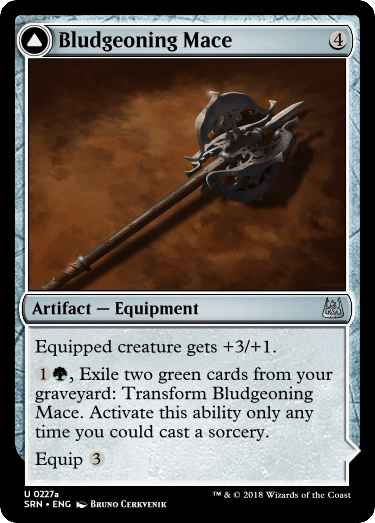 Bludgeoning Mace 4
Artifact — Equipment
Equipped creature gets +3/+1.
1, Exile two green cards from your
graveyard: Transform Bludgeoning
Mace. Activate this ability only any
time you could cast a sorcery.
Equip 3
U 0227a
SRN • ENG Bruno Cerkvenik
™ & © 2018 Wizards of the Coast